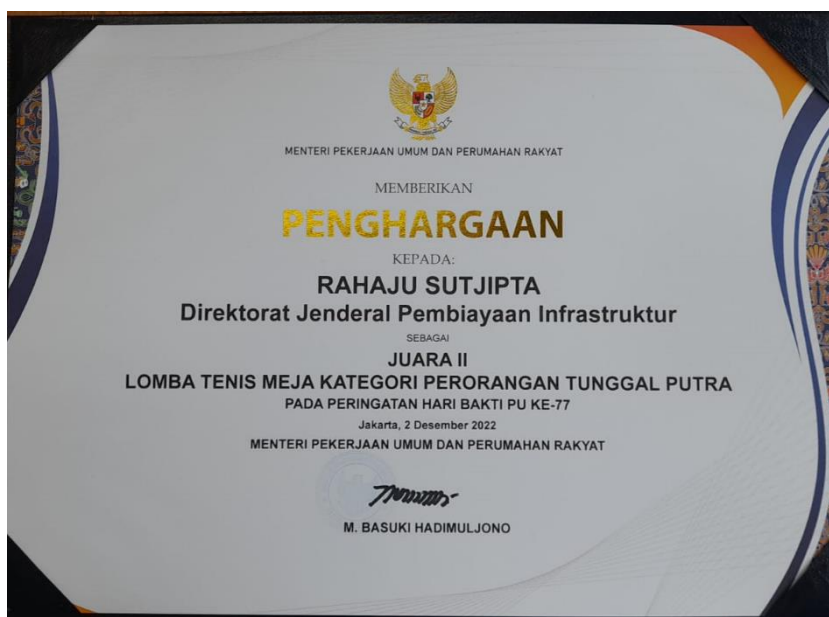 MENTERI PEKERJAAN UMUM DAN PERUMAHAN RAKYAT
MEMBERIKAN
PENGHARGAAN
KEPADA:
RAHAJU SUTJIPTA
Direktorat Jenderal Pembiayaan Infrastruktur
SEBAGAI
JUARA II
LOMBA TENIS MEJA KATEGORI PERORANGAN TUNGGAL PUTRA
PADA PERINGATAN HARI BAKTI PU KE-77
Jakarta, 2 Desember 2022
MENTERI PEKERJAAN UMUM DAN PERUMAHAN RAKYAT
M. BASUKI HADIMULJONO